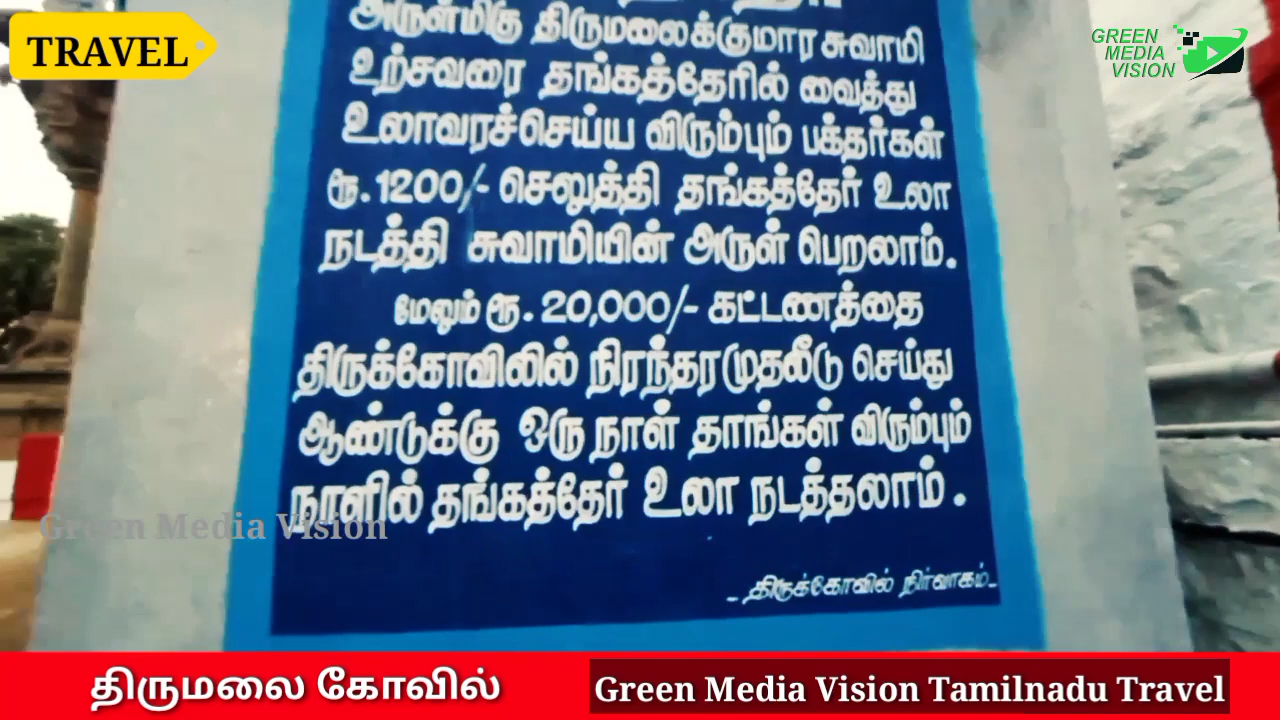 TRAVEL
GREEN
MEDIA
VISION
அருள்மிகு திருமலைக்குமாரசுவாமி
உற்சவரை தங்கத்தேரில் வைத்து
உலாவரச்செய்ய விரும்பும் பக்தர்கள்
ரூ.1200/- செலுத்தி தங்கத்தேர் உலா
நடத்தி சுவாமியின் அருள் பெறலாம்.
மேலும் ரூ. 20,000/- கட்டணத்தை
திருக்கோவிலில் நிரந்தரமுதலீடு செய்து
ஆண்டுக்கு ஒரு நாள் தாங்கள் விரும்பும்
நாளில் தங்கத்தேர் உலா நடத்தலாம்.
Green Media Vision
- திருக்கோவில் நிர்வாகம்-
திருமலை கோவில்
Green Media Vision Tamilnadu Travel